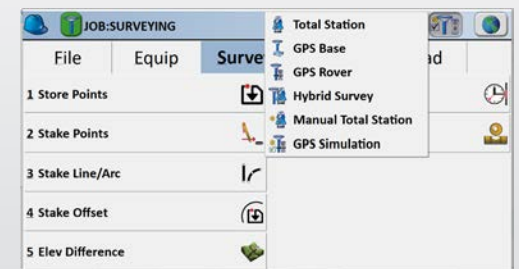 JOB:SURVEYING
File
Equip
Surve
ad
Total Station
GPS Base
GPS Rover
Hybrid Survey
Manual Total Station
GPS Simulation
1 Store Points
2 Stake Points
3 Stake Line/Arc
4 Stake Offset
5 Elev Difference